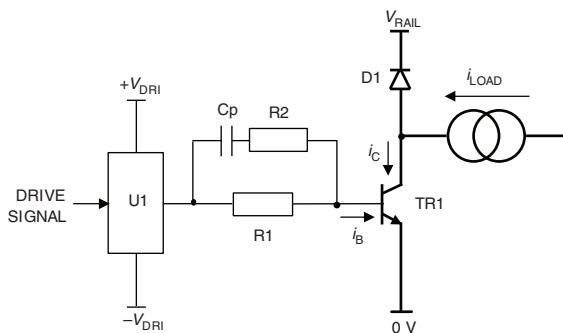 V_RAIL
D1
i_LOAD
+V_DRI
Cp
R2
i_C
DRIVE
SIGNAL
U1
R1
i_B
TR1
−V_DRI
0 V